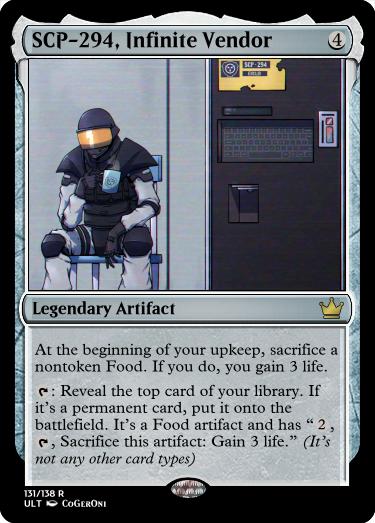 SCP-294, Infinite Vendor 4
SCP-294
Legendary Artifact
At the beginning of your upkeep, sacrifice a
nontoken Food. If you do, you gain 3 life.
: Reveal the top card of your library. If
it's a permanent card, put it onto the
battlefield. It's a Food artifact and has “ 2 ,
, Sacrifice this artifact: Gain 3 life.” (It's
not any other card types)
131/138 R
ULT CoGerOni